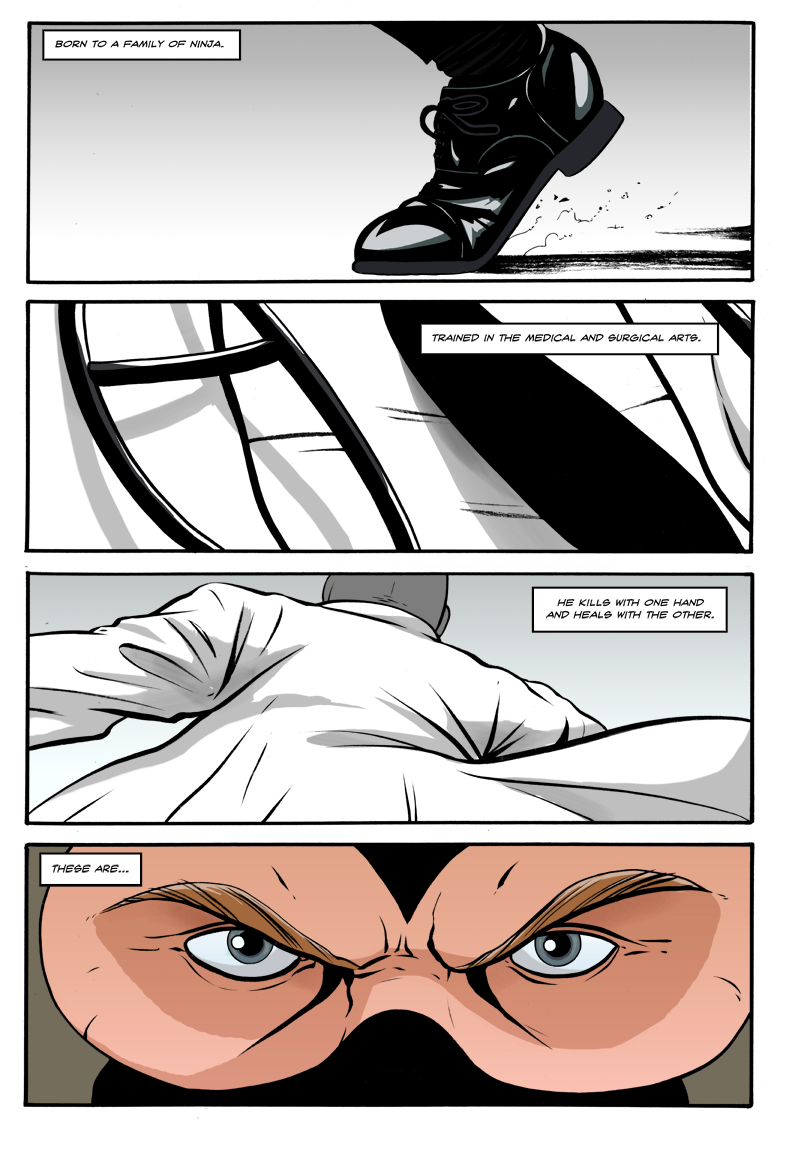 BORN TO A FAMILY OF NINJA.
TRAINED IN THE MEDICAL AND SURGICAL ARTS.
HE KILLS WITH ONE HAND
AND HEALS WITH THE OTHER.
THESE ARE...